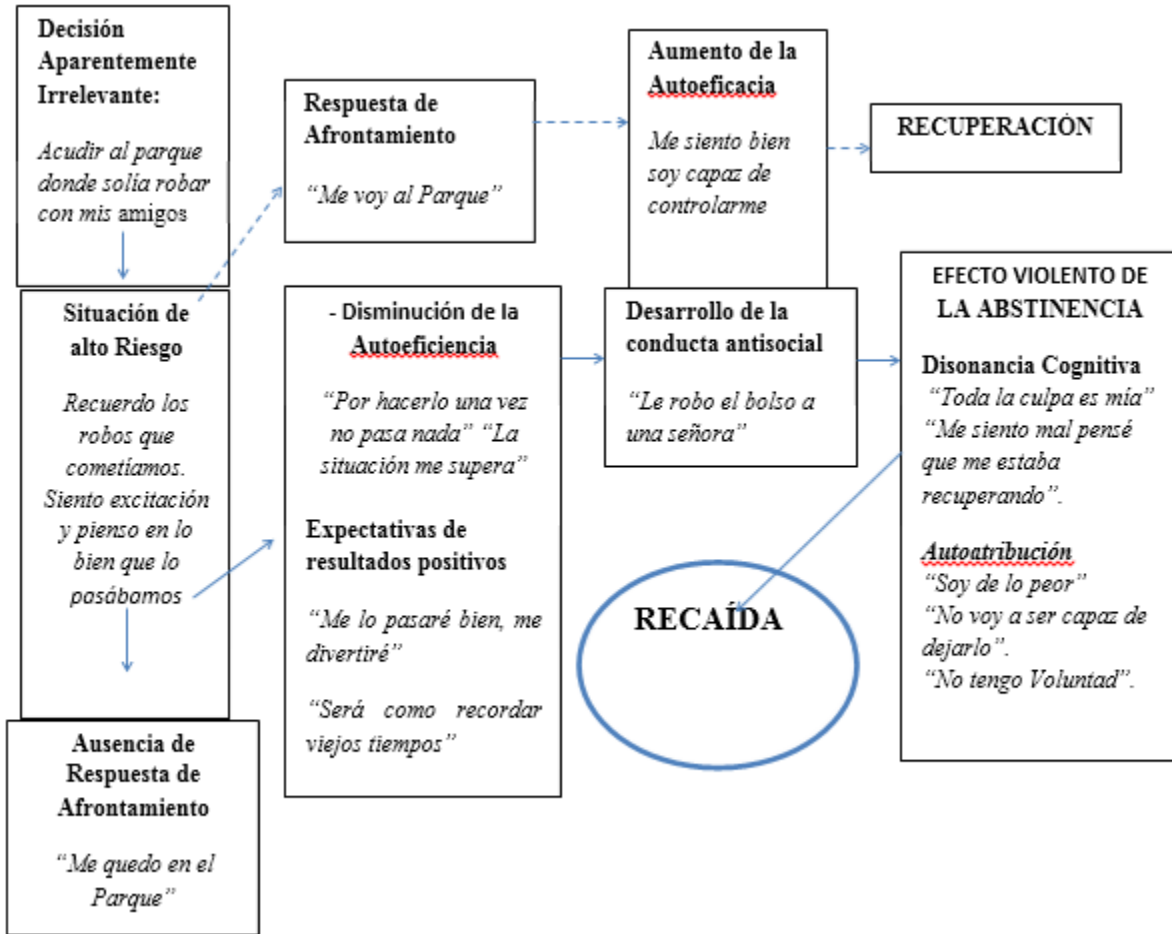 Decisión
Aparentemente
Irrelevante:
Acudir al parque
donde solía robar
con mis amigos
Situación de
alto Riesgo
Recuerdo los
robos que
cometíamos.
Siento excitación
y pienso en lo
bien que lo
pasábamos
Ausencia de
Respuesta de
Afrontamiento
“Me quedo en el
Parque”
Respuesta de
Afrontamiento
“Me voy al Parque”
- Disminución de la
Autoeficiencia
“Por hacerlo una vez
no pasa nada” “La
situación me supera”
Expectativas de
resultados positivos
“Me lo pasaré bien, me
divertiré”
“Será como recordar
viejos tiempos”
Aumento de la
Autoeficacia
Me siento bien
soy capaz de
controlarme
Desarrollo de la
conducta antisocial
“Le robo el bolso a
una señora”
RECUPERACIÓN
EFECTO VIOLENTO DE
LA ABSTINENCIA
Disonancia Cognitiva
“Toda la culpa es mía”
“Me siento mal pensé
que me estaba
recuperando”.
Autoatribución
“Soy de lo peor”
“No voy a ser capaz de
dejarlo”.
“No tengo Voluntad”.
RECAÍDA